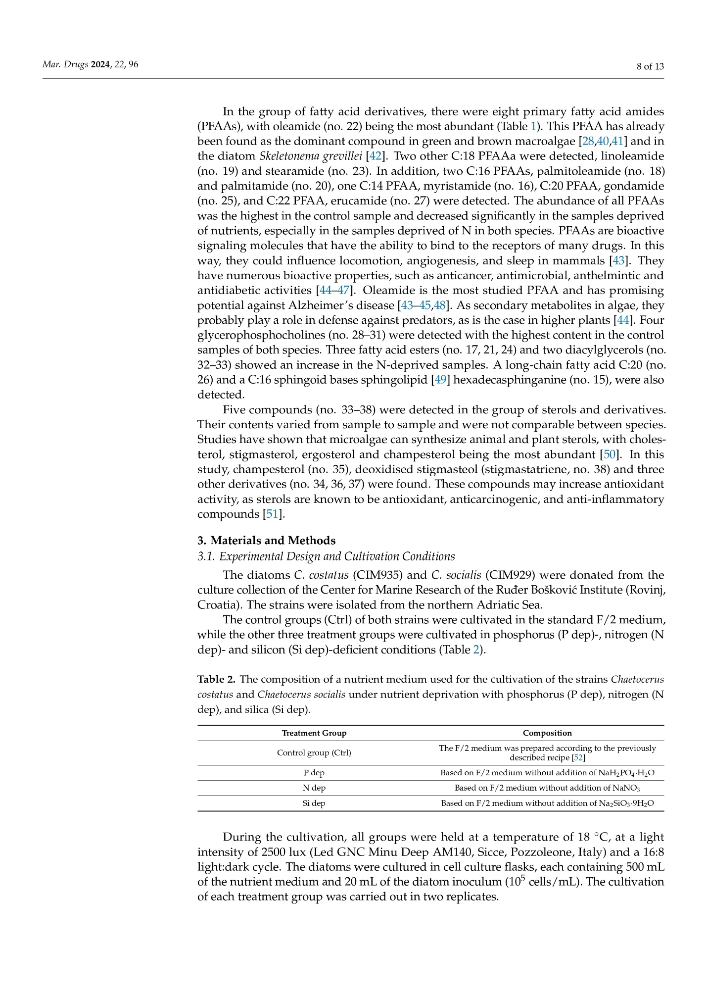 Mar. Drugs 2024, 22, 96
8 of 13
In the group of fatty acid derivatives, there were eight primary fatty acid amides
(PFAAs), with oleamide (no. 22) being the most abundant (Table 1). This PFAA has already
been found as the dominant compound in green and brown macroalgae [28,40,41] and in
the diatom Skeletonema grevillei [42]. Two other C:18 PFAAa were detected, linoleamide
(no. 19) and stearamide (no. 23). In addition, two C:16 PFAAs, palmitoleamide (no. 18)
and palmitamide (no. 20), one C:14 PFAA, myristamide (no. 16), C:20 PFAA, gondamide
(no. 25), and C:22 PFAA, erucamide (no. 27) were detected. The abundance of all PFAAs
was the highest in the control sample and decreased significantly in the samples deprived
of nutrients, especially in the samples deprived of N in both species. PFAAs are bioactive
signaling molecules that have the ability to bind to the receptors of many drugs. In this
way, they could influence locomotion, angiogenesis, and sleep in mammals [43]. They
have numerous bioactive properties, such as anticancer, antimicrobial, anthelmintic and
antidiabetic activities [44–47]. Oleamide is the most studied PFAA and has promising
potential against Alzheimer's disease [43–45,48]. As secondary metabolites in algae, they
probably play a role in defense against predators, as is the case in higher plants [44]. Four
glycerophosphocholines (no. 28–31) were detected with the highest content in the control
samples of both species. Three fatty acid esters (no. 17, 21, 24) and two diacylglycerols (no.
32–33) showed an increase in the N-deprived samples. A long-chain fatty acid C:20 (no.
26) and a C:16 sphingoid bases sphingolipid [49] hexadecasphinganine (no. 15), were also
detected.
Five compounds (no. 33–38) were detected in the group of sterols and derivatives.
Their contents varied from sample to sample and were not comparable between species.
Studies have shown that microalgae can synthesize animal and plant sterols, with choles-
terol, stigmasterol, ergosterol and champesterol being the most abundant [50]. In this
study, champesterol (no. 35), deoxidised stigmasteol (stigmastatriene, no. 38) and three
other derivatives (no. 34, 36, 37) were found. These compounds may increase antioxidant
activity, as sterols are known to be antioxidant, anticarcinogenic, and anti-inflammatory
compounds [51].
3. Materials and Methods
3.1. Experimental Design and Cultivation Conditions
The diatoms C. costatus (CIM935) and C. socialis (CIM929) were donated from the
culture collection of the Center for Marine Research of the Ruđer Bošković Institute (Rovinj,
Croatia). The strains were isolated from the northern Adriatic Sea.
The control groups (Ctrl) of both strains were cultivated in the standard F/2 medium,
while the other three treatment groups were cultivated in phosphorus (P dep)-, nitrogen (N
dep)- and silicon (Si dep)-deficient conditions (Table 2).
Table 2. The composition of a nutrient medium used for the cultivation of the strains Chaetocerus
costatus and Chaetocerus socialis under nutrient deprivation with phosphorus (P dep), nitrogen (N
dep), and silica (Si dep).
Treatment Group Composition
Control group (Ctrl) The F/2 medium was prepared according to the previously
described recipe [52]
P dep Based on F/2 medium without addition of NaH₂PO₄·H₂O
N dep Based on F/2 medium without addition of NaNO₃
Si dep Based on F/2 medium without addition of Na₂SiO₃·9H₂O
During the cultivation, all groups were held at a temperature of 18 °C, at a light
intensity of 2500 lux (Led GNC Minu Deep AM140, Sicce, Pozzoleone, Italy) and a 16:8
light:dark cycle. The diatoms were cultured in cell culture flasks, each containing 500 mL
of the nutrient medium and 20 mL of the diatom inoculum (10⁵ cells/mL). The cultivation
of each treatment group was carried out in two replicates.